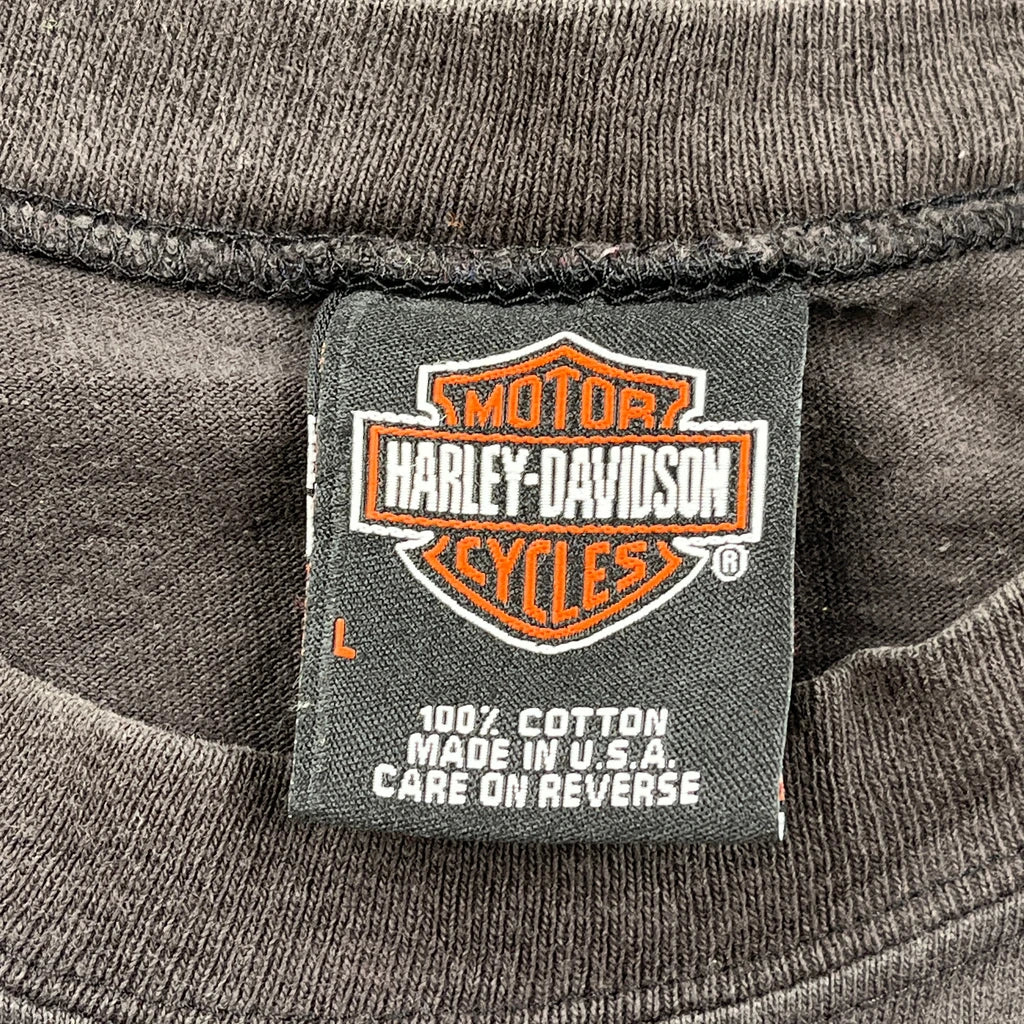 MOTOR
HARLEY-DAVIDSON
CYCLES
®
L
100% COTTON
MADE IN U.S.A.
CARE ON REVERSE